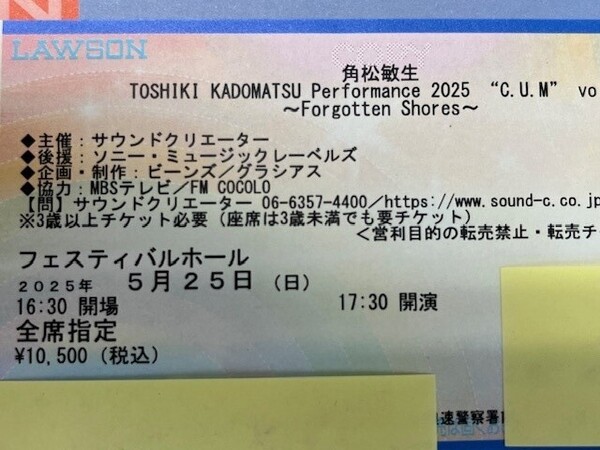 LAWSON
角松敏生
TOSHIKI KADOMATSU Performance 2025 “C.U.M” vo
～Forgotten Shores～
◆主催：サウンドクリエーター
◆後援：ソニー・ミュージックレーベルズ
◆企画・制作：ビーンズ／グラシアス
◆協力：MBSテレビ／FM COCOLO
【問】サウンドクリエーター 06-6357-4400／https://www.sound-c.co.jp
※3歳以上チケット必要（座席は3歳未満でも要チケット）
＜営利目的の転売禁止・転売チ
フェスティバルホール
2025年 5月25日（日）
16:30 開場 17:30 開演
全席指定
¥10,500（税込）
速警察署